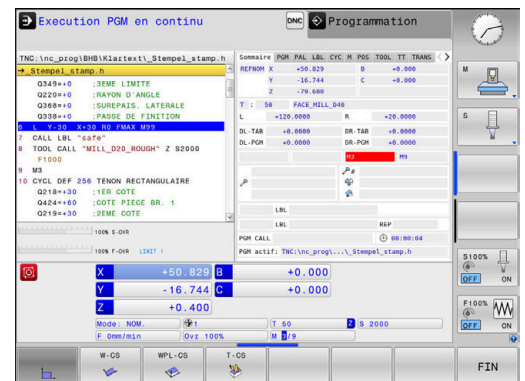 Execution PGM en continu
DNC
Programmation
TNC:\nc_prog\BHB\Klartext\_Stempel_stamp.h
→_Stempel_stamp.h
Q349=+0 ;3EME LIMITE
Q220=+0 ;RAYON D'ANGLE
Q368=+0 ;SUREPAIS. LATERALE
Q338=+0 ;PASSE DE FINITION
6 L Y-30 X+30 R0 FMAX M99
7 CALL LBL "safe"
8 TOOL CALL "MILL_D20_ROUGH" Z S2000
F1000
9 M3
10 CYCL DEF 256 TENON RECTANGULAIRE
Q218=+30 ;1ER COTE
Q424=+60 ;COTE PIECE BR. 1
Q219=+30 ;2EME COTE
100% S-OVR
100% F-OVR LIMIT 1
Sommaire PGM PAL LBL CYC M POS TOOL TT TRANS
REFNOM X +50.829 B +0.000
Y -16.744 C +0.000
Z -79.600
T : 50 FACE_MILL_D40
L +120.0000 R +20.0000
DL-TAB +0.0000 DR-TAB +0.0000
DL-PGM +0.0000 DR-PGM +0.0000
M3 M9
LBL
LBL REP
PGM CALL 00:00:04
PGM actif: TNC:\nc_prog\...\_Stempel_stamp.h
X +50.829 B +0.000
Y -16.744 C +0.000
Z +0.400
Mode: NOM. 1 T 50 Z S 2000
F 0mm/min Ovr 100% M 5/9
W-CS
WPL-CS
T-CS
FIN
M
S
S100%
OFF ON
F100%
OFF ON